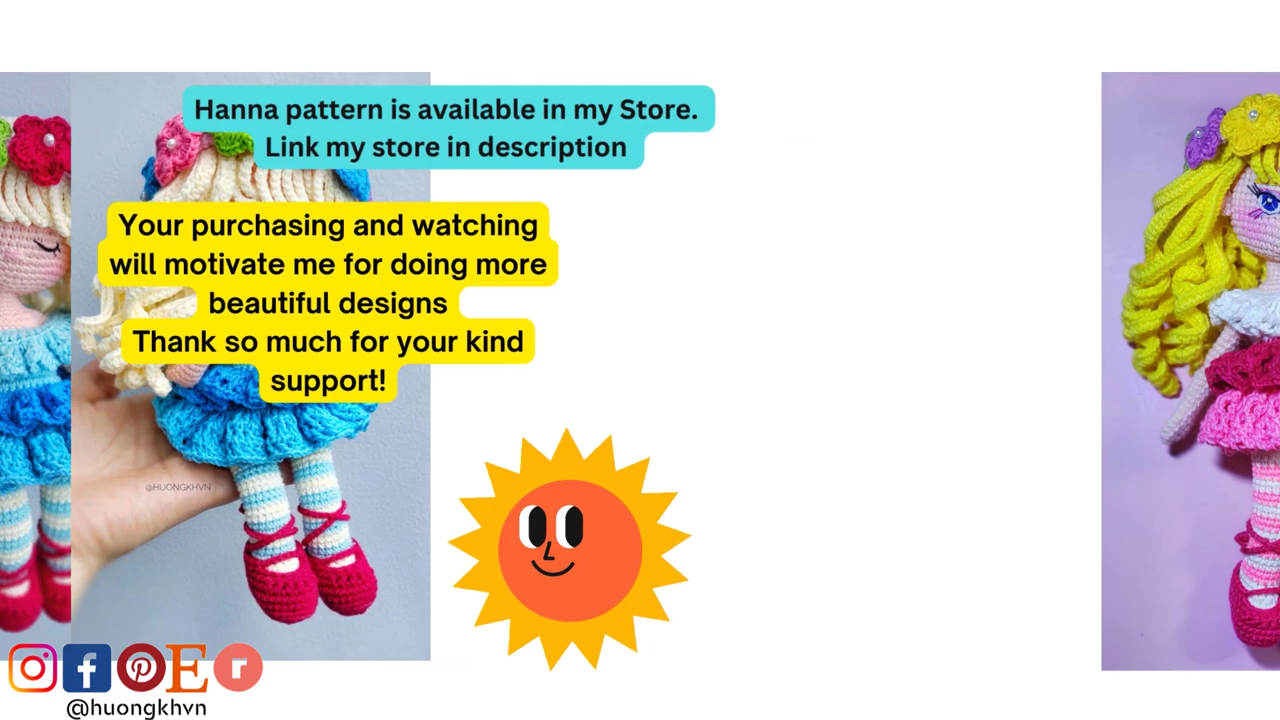 Hanna pattern is available in my Store.
Link my store in description
Your purchasing and watching
will motivate me for doing more
beautiful designs
Thank so much for your kind
support!
@HUONGKHVN
f
E
r
@huongkhvn